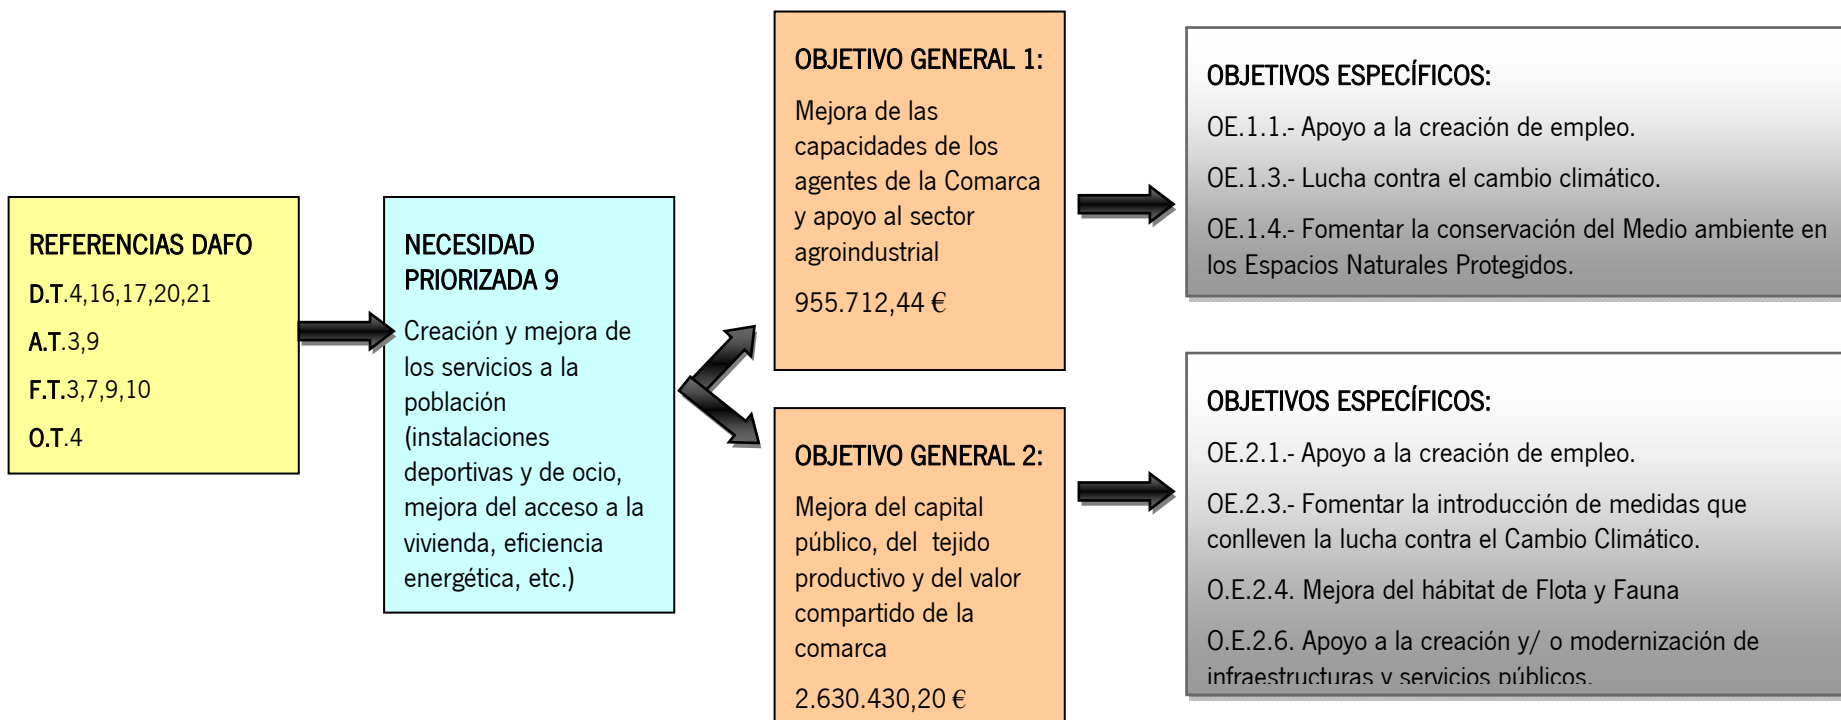 REFERENCIAS DAFO
D.T.4,16,17,20,21
A.T.3,9
F.T.3,7,9,10
O.T.4
NECESIDAD
PRIORIZADA 9
Creación y mejora de
los servicios a la
población
(instalaciones
deportivas y de ocio,
mejora del acceso a la
vivienda, eficiencia
energética, etc.)
OBJETIVO GENERAL 1:
Mejora de las
capacidades de los
agentes de la Comarca
y apoyo al sector
agroindustrial
955.712,44 €
OBJETIVOS ESPECÍFICOS:
OE.1.1.- Apoyo a la creación de empleo.
OE.1.3.- Lucha contra el cambio climático.
OE.1.4.- Fomentar la conservación del Medio ambiente en
los Espacios Naturales Protegidos.
OBJETIVO GENERAL 2:
Mejora del capital
público, del  tejido
productivo y del valor
compartido de la
comarca
2.630.430,20 €
OBJETIVOS ESPECÍFICOS:
OE.2.1.- Apoyo a la creación de empleo.
OE.2.3.- Fomentar la introducción de medidas que
conlleven la lucha contra el Cambio Climático.
O.E.2.4. Mejora del hábitat de Flota y Fauna
O.E.2.6. Apoyo a la creación y/ o modernización de
infraestructuras y servicios públicos.